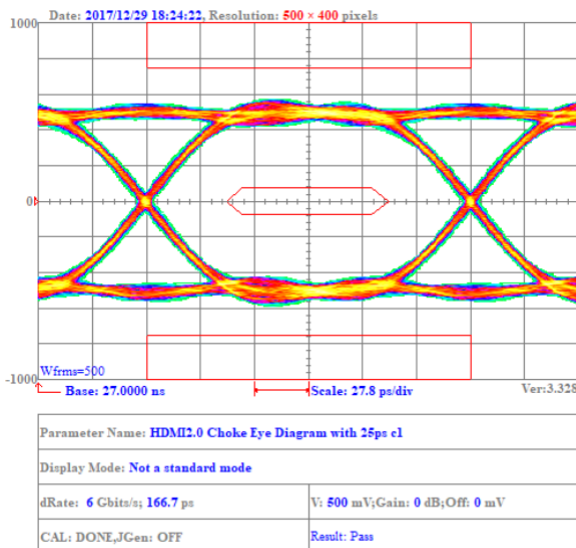 Date: 2017/12/29 18:24:22, Resolution: 500 × 400 pixels
1000
0
-1000
Wfrms=500
Base: 27.0000 ns
Scale: 27.8 ps/div
Ver:3.328
Parameter Name: HDMI2.0 Choke Eye Diagram with 25ps c1
Display Mode: Not a standard mode
dRate: 6 Gbits/s; 166.7 ps
V: 500 mV;Gain: 0 dB;Off: 0 mV
CAL: DONE,JGen: OFF
Result: Pass